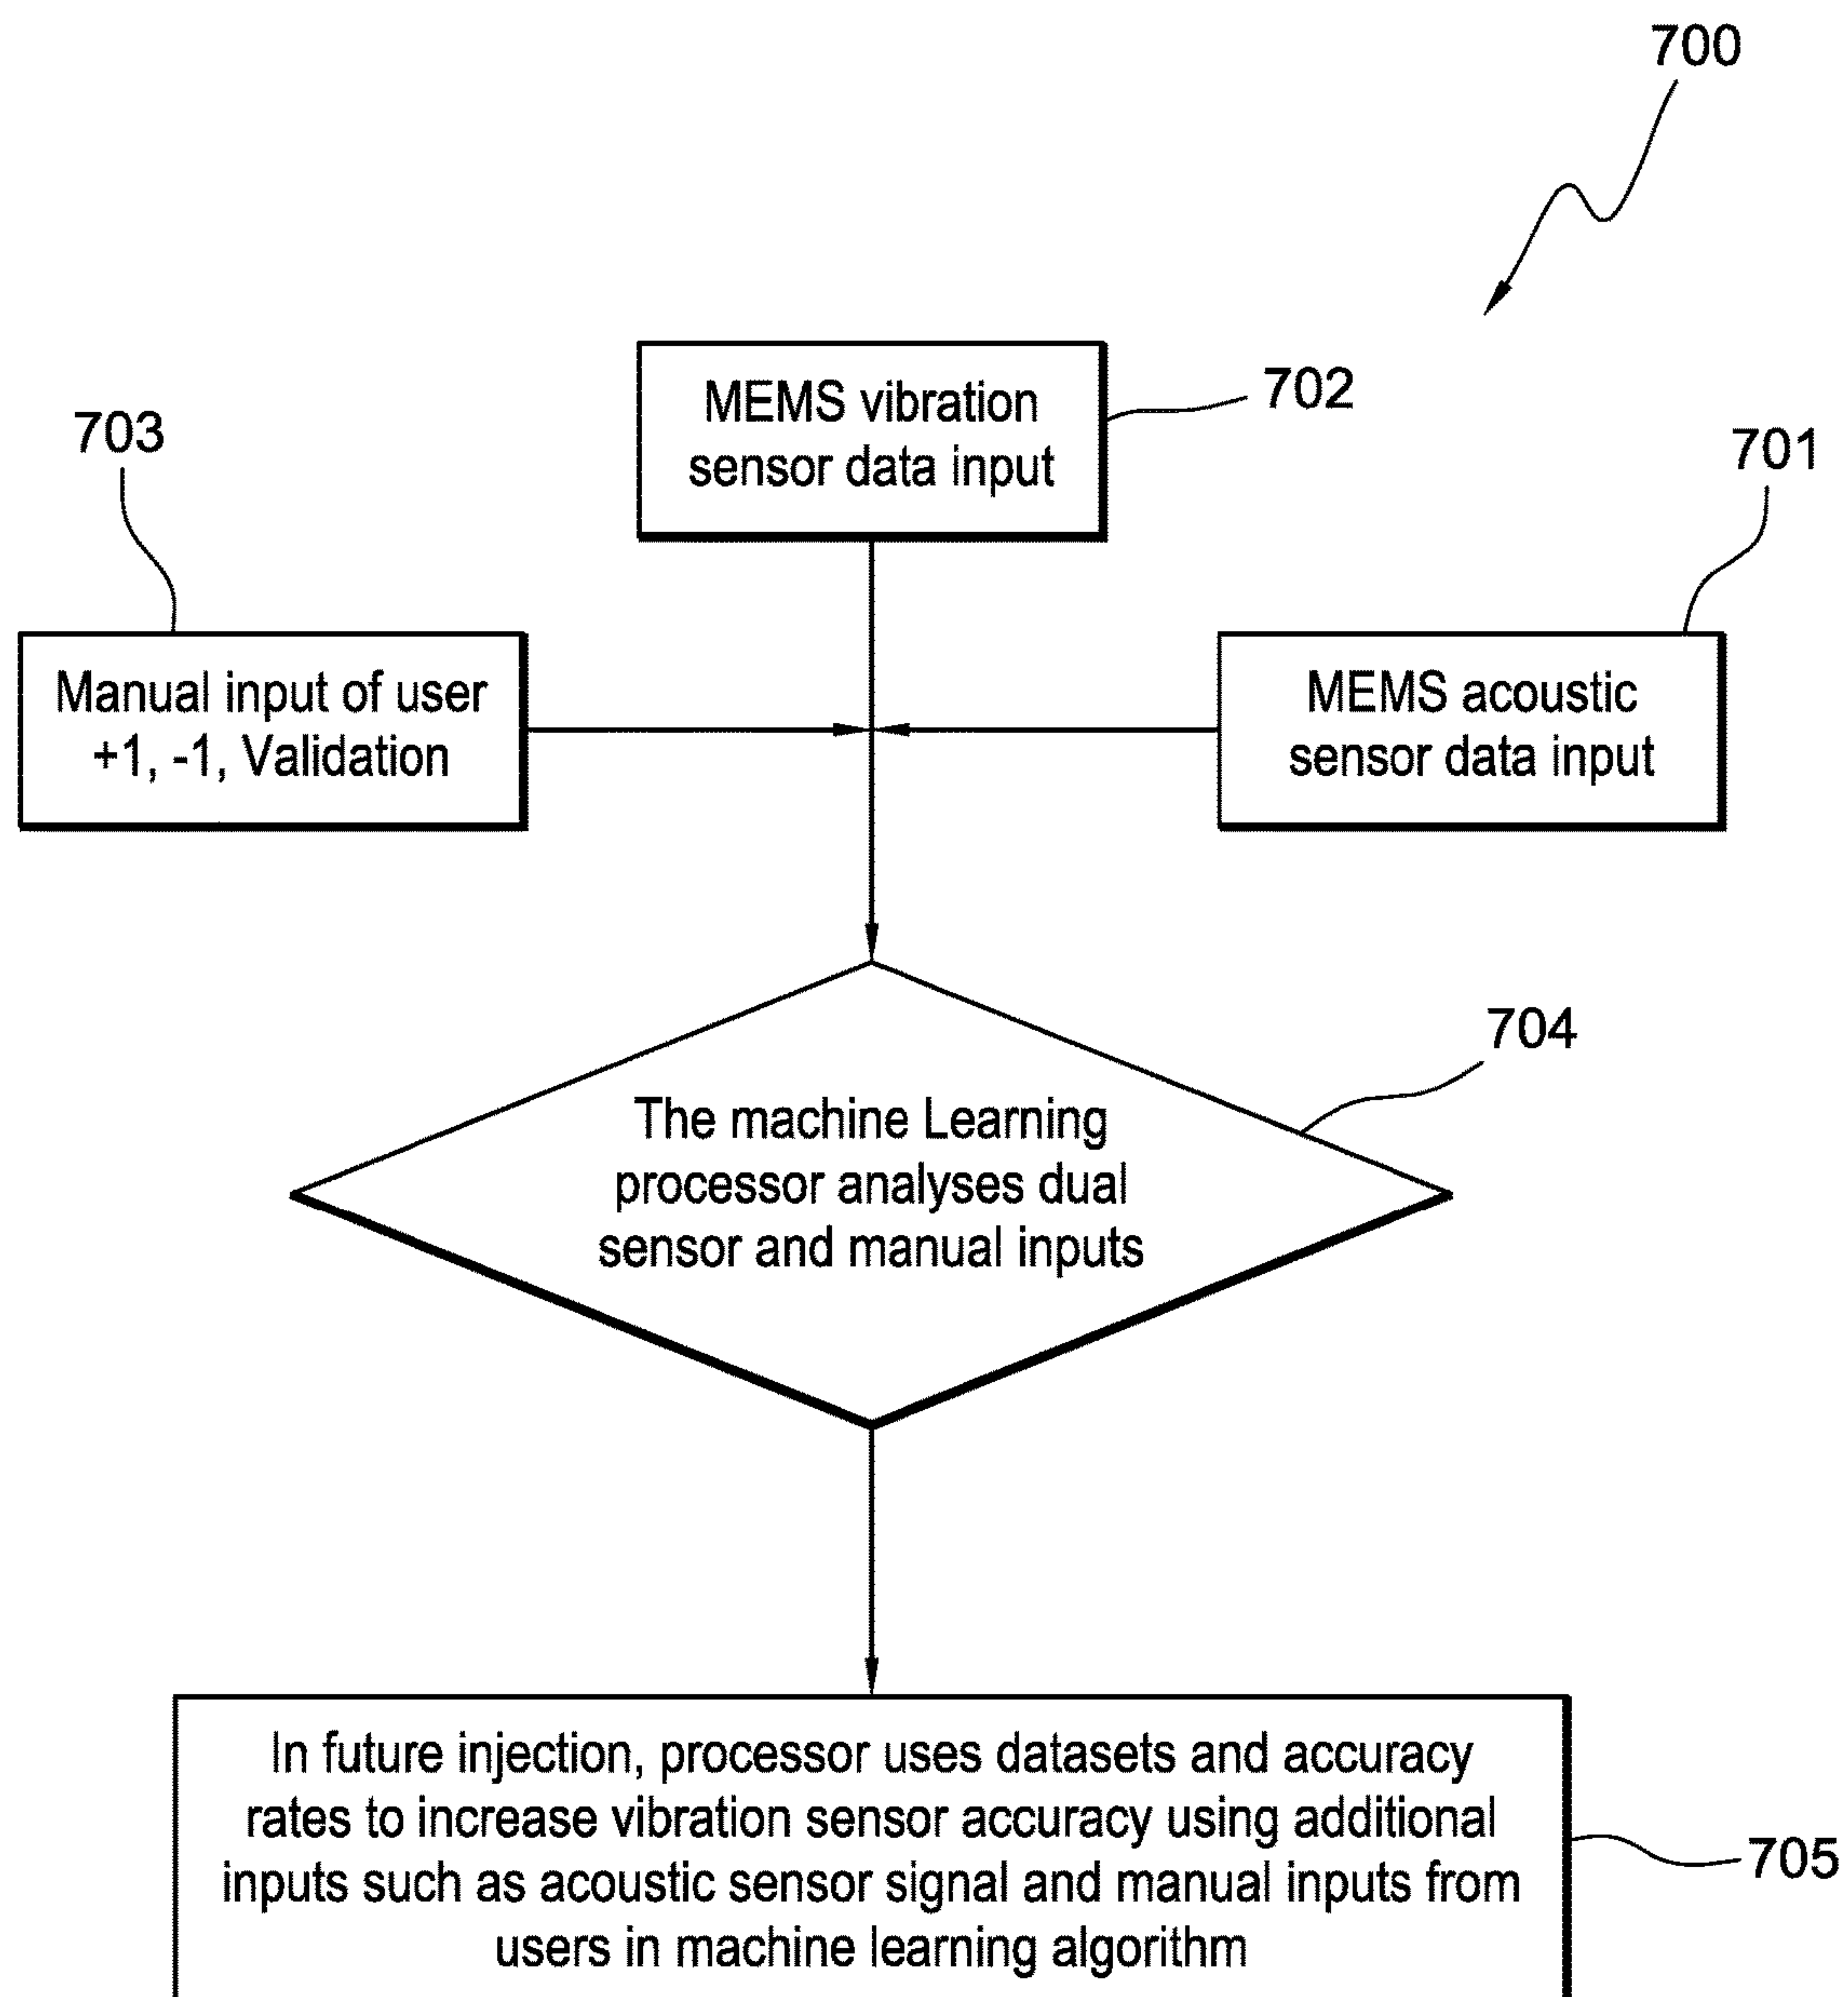 700
MEMS vibration
sensor data input
702
703
701
Manual input of user
+1, -1, Validation
MEMS acoustic
sensor data input
704
The machine Learning
processor analyses dual
sensor and manual inputs
In future injection, processor uses datasets and accuracy
rates to increase vibration sensor accuracy using additional
inputs such as acoustic sensor signal and manual inputs from
users in machine learning algorithm
705